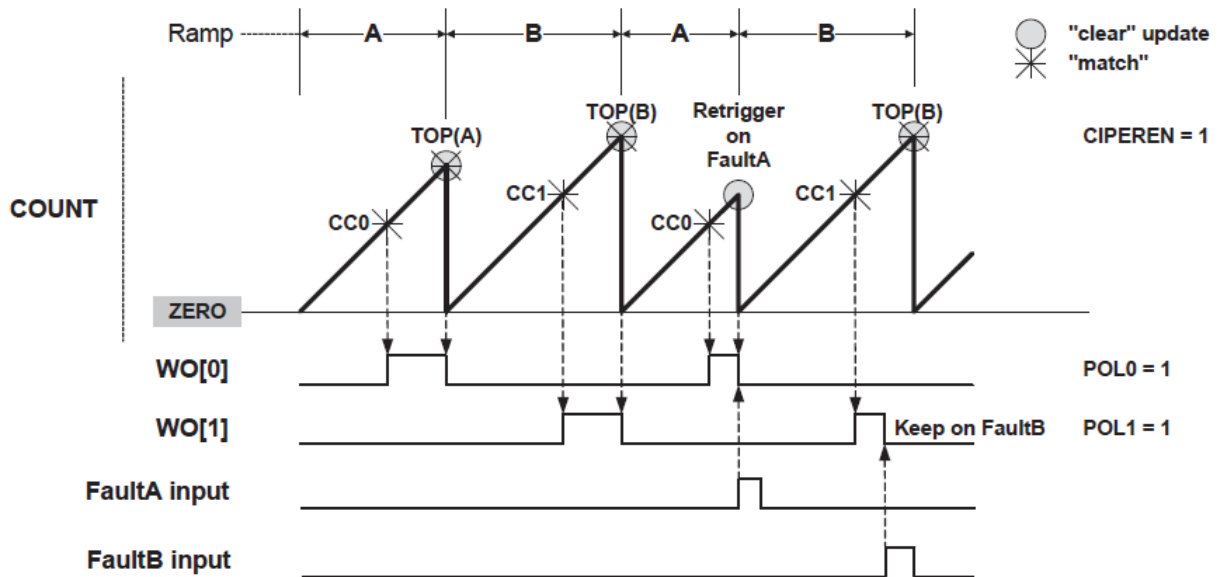 Ramp
A
B
A
B
"clear" update
"match"
TOP(A)
TOP(B)
Retrigger
on
FaultA
TOP(B)
CIPEREN = 1
COUNT
CC0
CC1
CC0
CC1
ZERO
WO[0]
POL0 = 1
WO[1]
Keep on FaultB
POL1 = 1
FaultA input
FaultB input